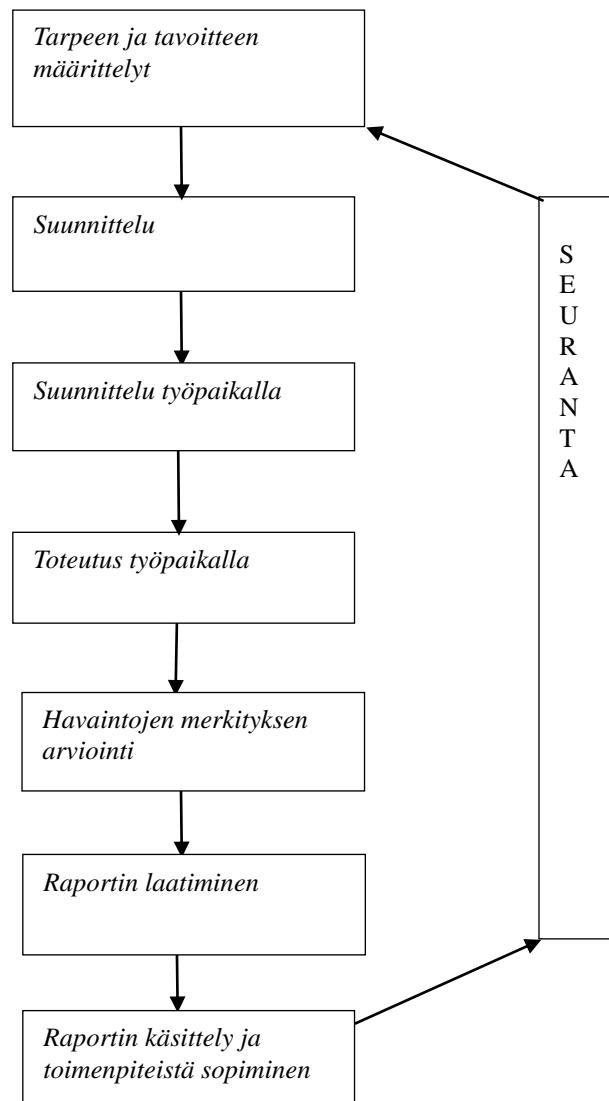 Tarpeen ja tavoitteen
määrittelyt
Suunnittelu
Suunnittelu työpaikalla
Toteutus työpaikalla
Havaintojen merkityksen
arviointi
Raportin laatiminen
Raportin käsittely ja
toimenpiteistä sopiminen
S
E
U
R
A
N
T
A